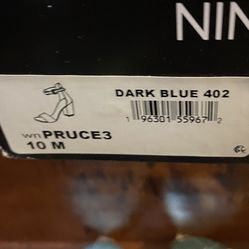 NIN
DARK BLUE 402
1 96301 55967 2
wn PRUCE3
10 M